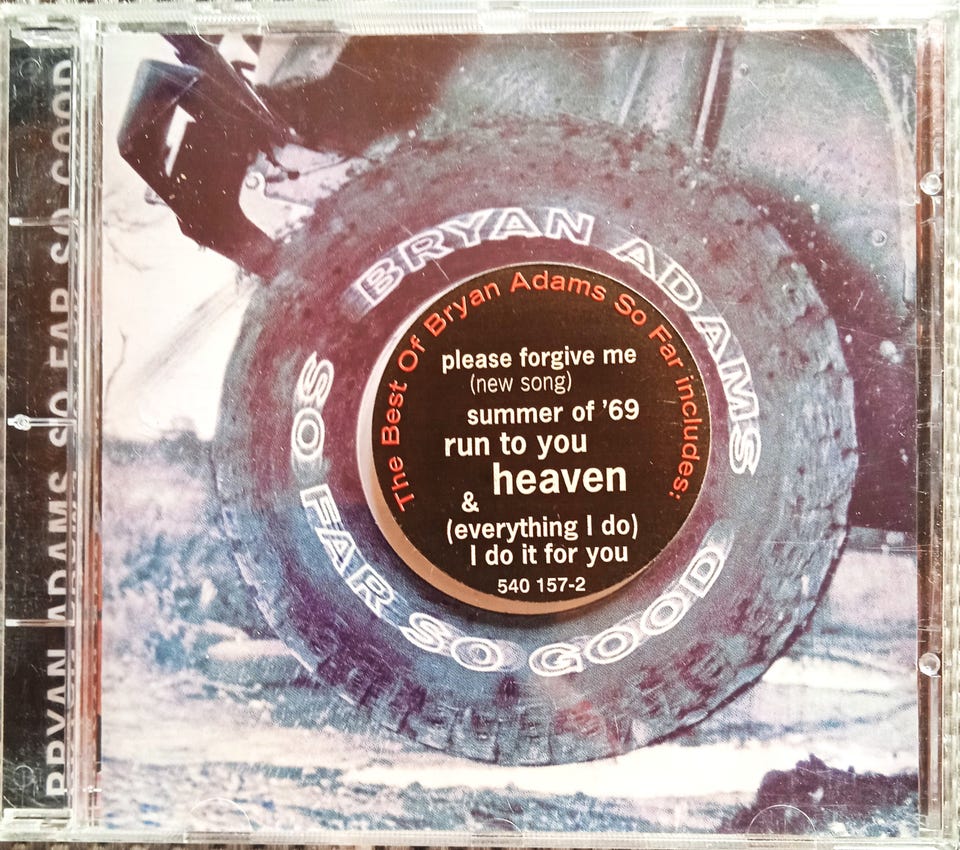 BRYAN ADAMS SO FAR SO GOOD
BRYAN ADAMS
SO FAR SO GOOD
The Best Of Bryan Adams So Far includes:
please forgive me
(new song)
summer of '69
run to you
heaven
&
(everything I do)
I do it for you
540 157-2